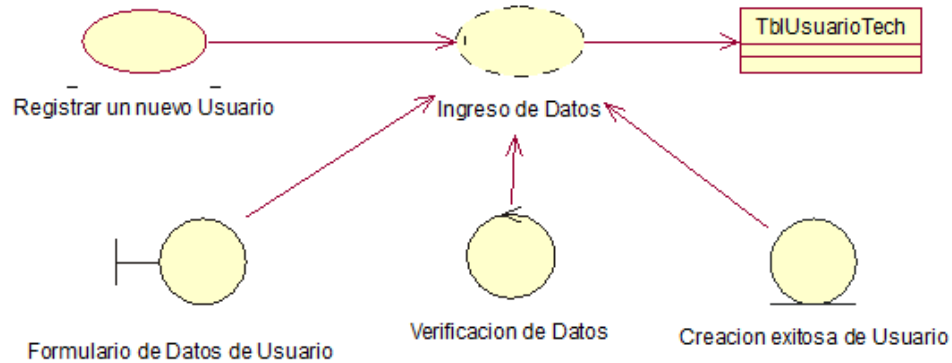 TblUsuarioTech
Registrar un nuevo Usuario
Ingreso de Datos
Formulario de Datos de Usuario
Verificacion de Datos
Creacion exitosa de Usuario